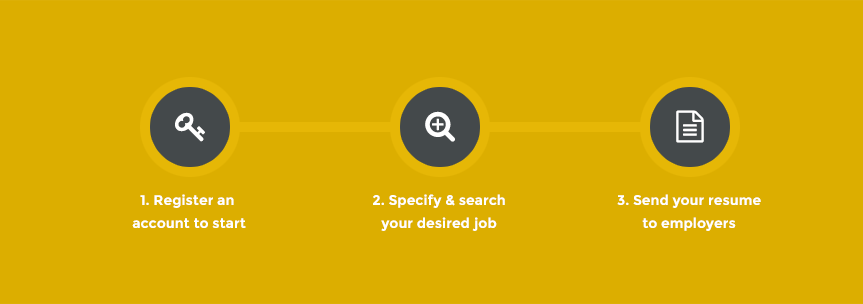 1. Register an
account to start
2. Specify & search
your desired job
3. Send your resume
to employers